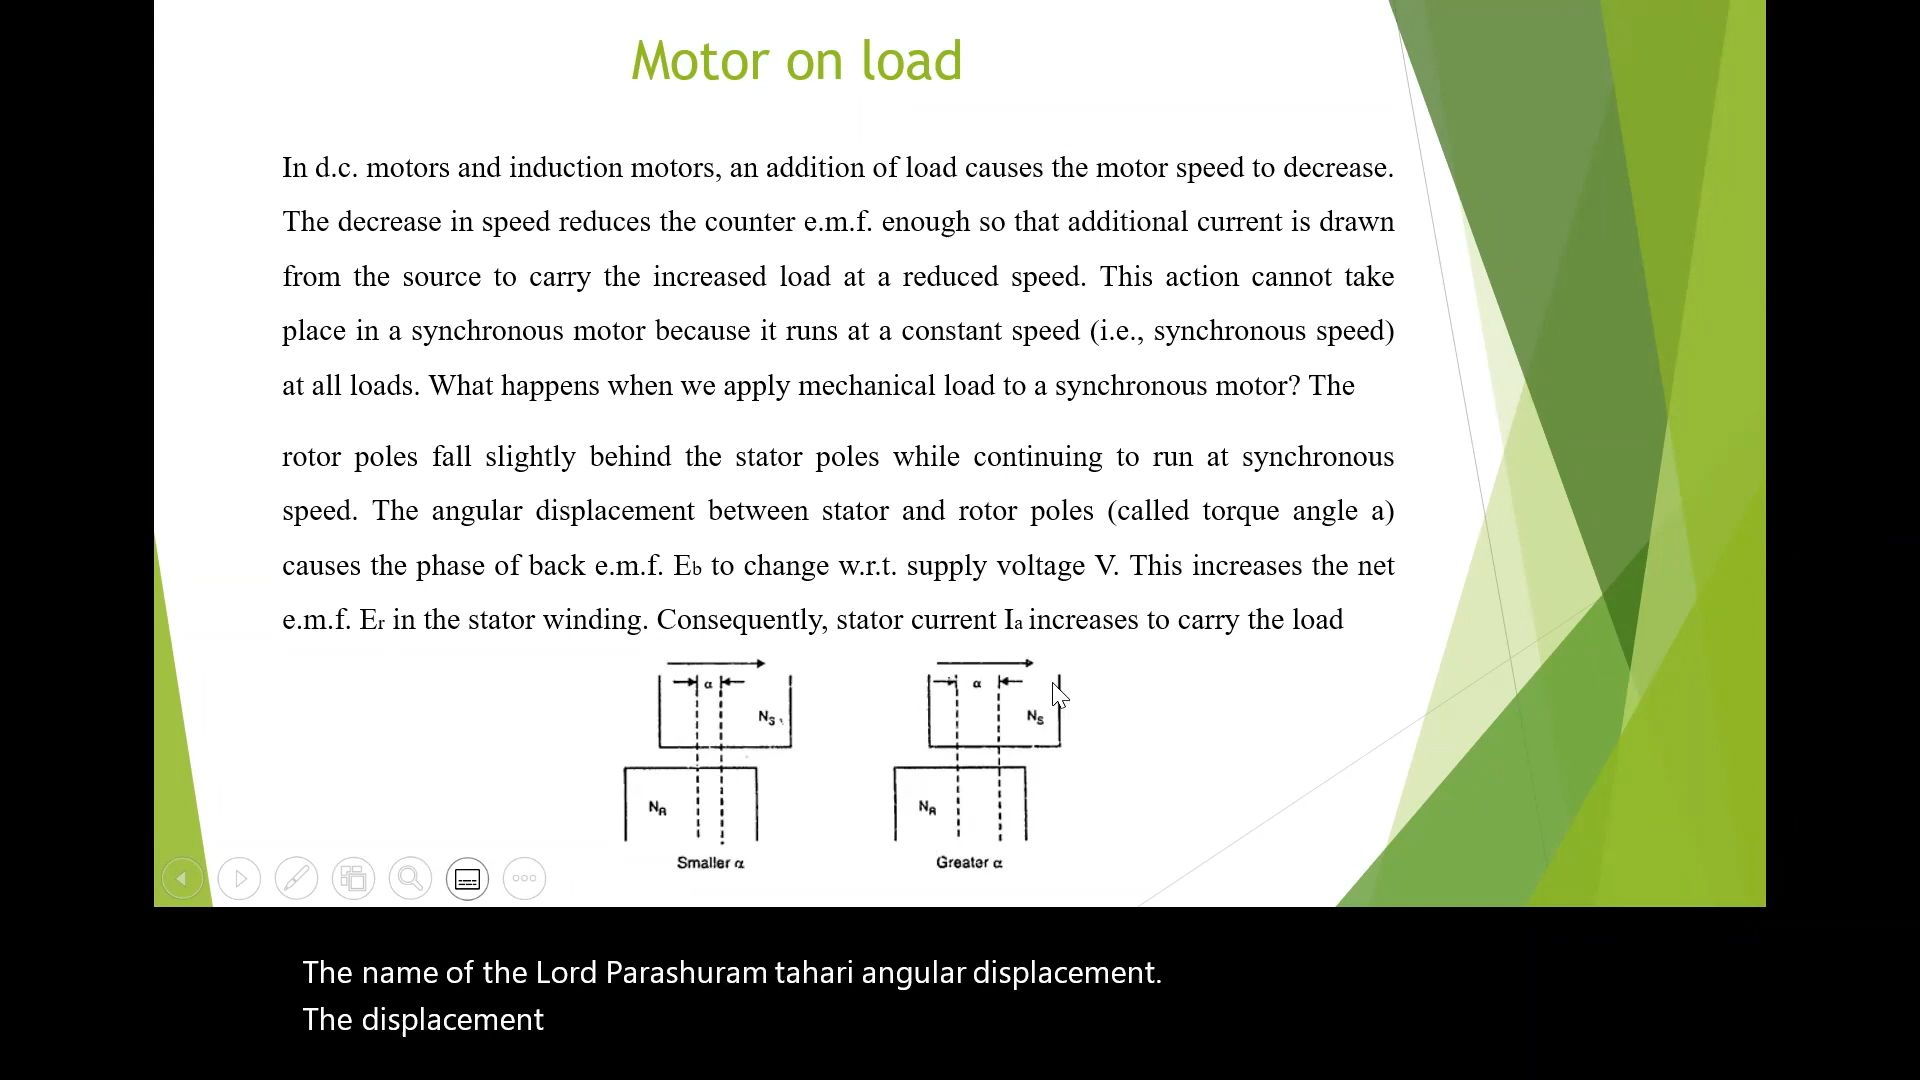 Motor on load
In d.c. motors and induction motors, an addition of load causes the motor speed to decrease.
The decrease in speed reduces the counter e.m.f. enough so that additional current is drawn
from the source to carry the increased load at a reduced speed. This action cannot take
place in a synchronous motor because it runs at a constant speed (i.e., synchronous speed)
at all loads. What happens when we apply mechanical load to a synchronous motor? The
rotor poles fall slightly behind the stator poles while continuing to run at synchronous
speed. The angular displacement between stator and rotor poles (called torque angle a)
causes the phase of back e.m.f. Eb to change w.r.t. supply voltage V. This increases the net
e.m.f. Er in the stator winding. Consequently, stator current Ia increases to carry the load
α α
NS NS
NR NR
Smaller α Greater α
The name of the Lord Parashuram tahari angular displacement.
The displacement